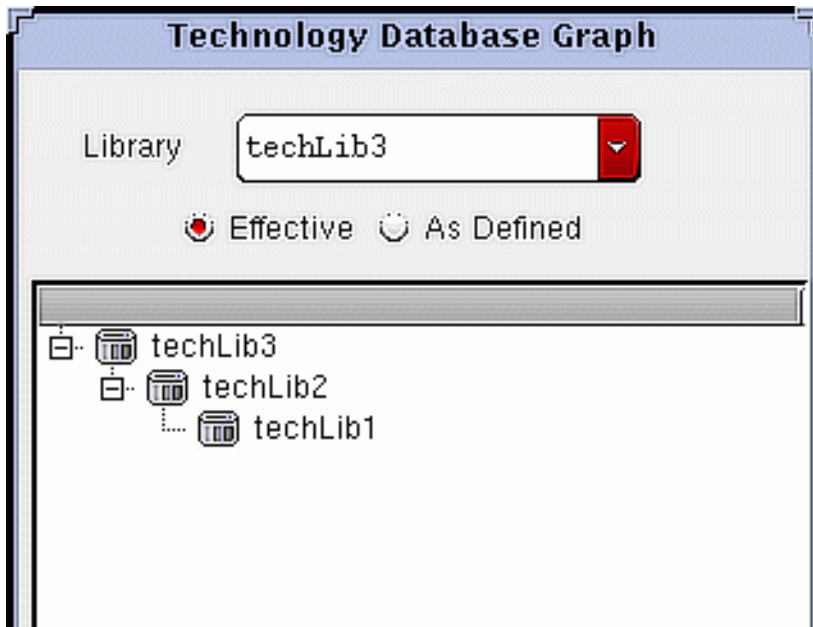 Technology Database Graph
Library techLib3
Effective As Defined
techLib3
techLib2
techLib1